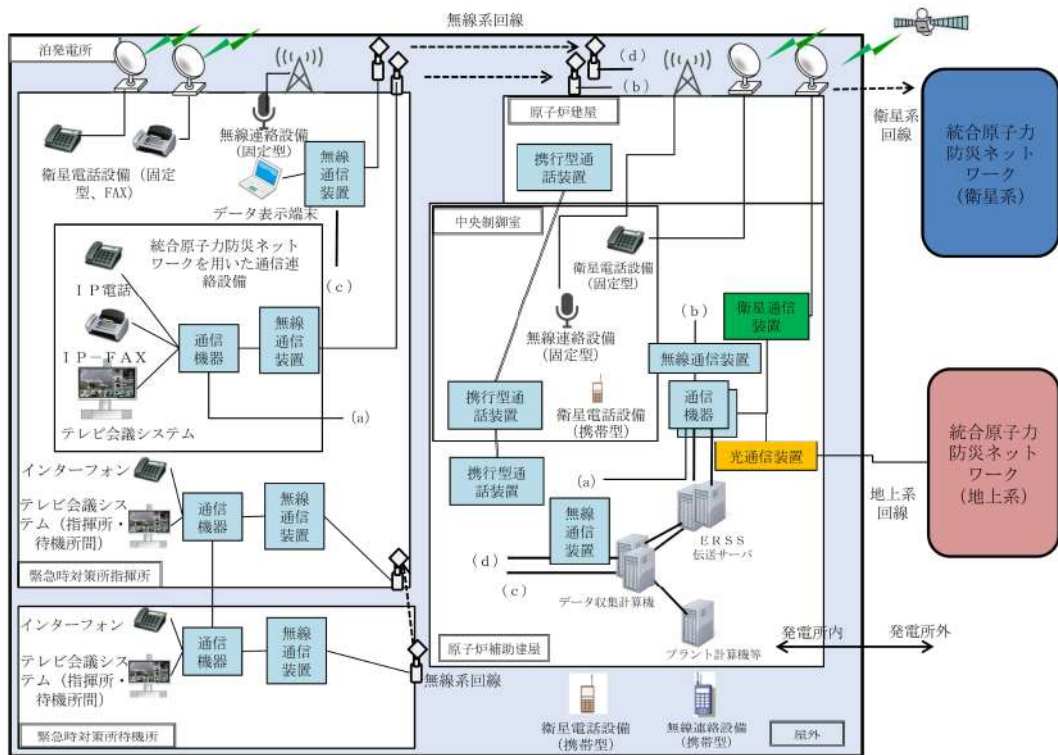 無線系回線
泊発電所
(d)
(b)
原子炉建屋
衛星系
回線
統合原子力
防災ネット
ワーク
(衛星系)
衛星電話設備（固定
型、FAX）
無線連絡設備
(固定型)
データ表示端末
無線
通信
装置
(c)
携行型通
話装置
中央制御室
衛星電話設備
(固定型)
無線連絡設備
(固定型)
衛星電話設備
(携帯型)
携行型通
話装置
携行型通
話装置
統合原子力防災ネット
ワークを用いた通信連
絡設備
ＩＰ電話
IP－ＦＡＸ
テレビ会議システム
通信
機器
無線
通信
装置
(a)
(b)
衛星通信
装置
無線通信装置
通信
機器
光通信装置
統合原子力
防災ネット
ワーク
(地上系)
地上系
回線
(a)
無線
通信
装置
ＥＲＳＳ
伝送サーバ
(d)
(c)
データ収集計算機
プラント計算機等
原子炉補助建屋
発電所内
発電所外
インターフォン
テレビ会議シス
テム（指揮所・
待機所間）
通信
機器
無線
通信
装置
緊急時対策所指揮所
インターフォン
テレビ会議シス
テム（指揮所・
待機所間）
通信
機器
無線
通信
装置
緊急時対策所待機所
無線系回線
衛星電話設備
(携帯型)
無線連絡設備
(携帯型)
屋外